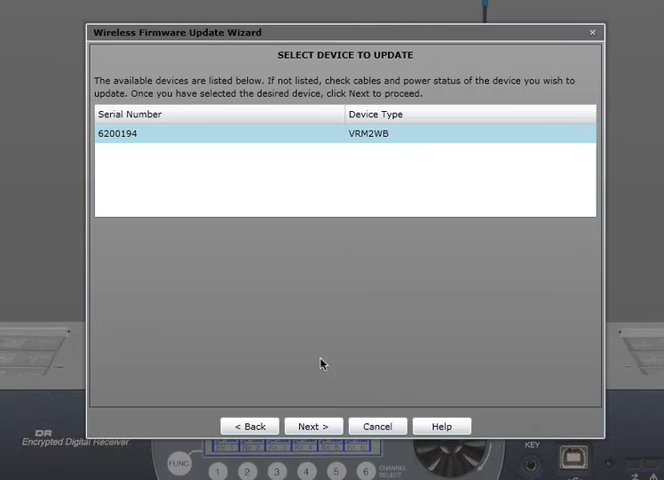 Wireless Firmware Update Wizard
SELECT DEVICE TO UPDATE
The available devices are listed below. If not listed, check cables and power status of the device you wish to
update. Once you have selected the desired device, click Next to proceed.
Serial Number Device Type
6200194 VRM2WB
< Back Next > Cancel Help
DR
Encrypted Digital Receiver
KEY
FUNC
1 2 3 4 5 6
CHANNEL
SELECT